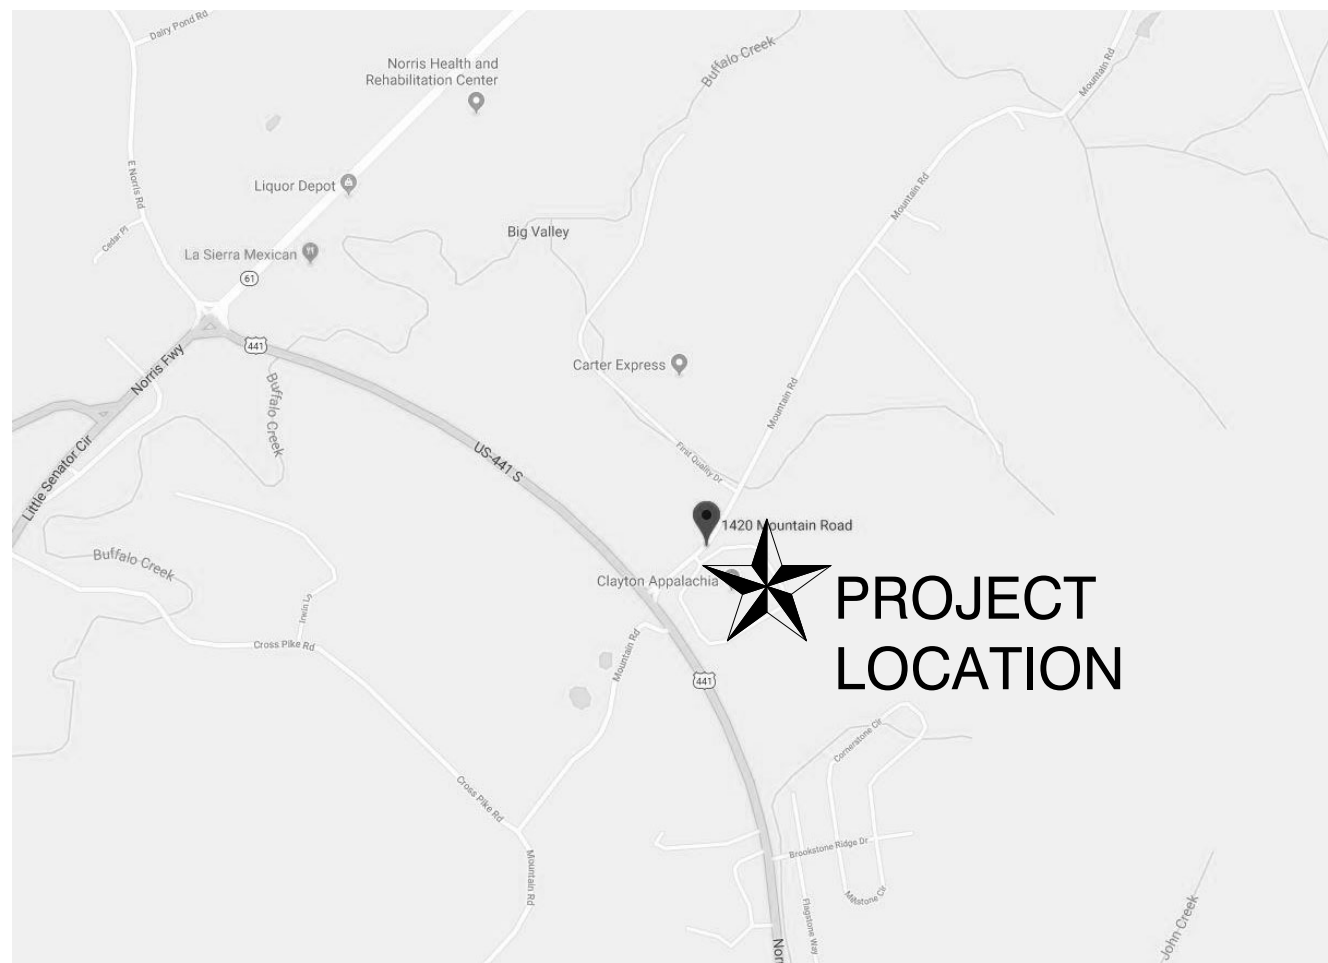 Dairy Pond Rd
Norris Health and
Rehabilitation Center
Buffalo Creek
Mountain Rd
E Norris Rd
Liquor Depot
Mountain Rd
Cedar Pl
Big Valley
La Sierra Mexican
61
441
Norris Fwy
Carter Express
Buffalo Creek
Mountain Rd
Little Senator Cir
US-441 S
First Quality Dr
1420 Mountain Road
Buffalo Creek
Clayton Appalachia
PROJECT
LOCATION
Irwin Ln
Cross Pike Rd
Mountain Rd
441
Cornerstone Cir
Cross Pike Rd
Brookstone Ridge Dr
Mountain Rd
Millstone Cir
Flagstone Way
John Creek